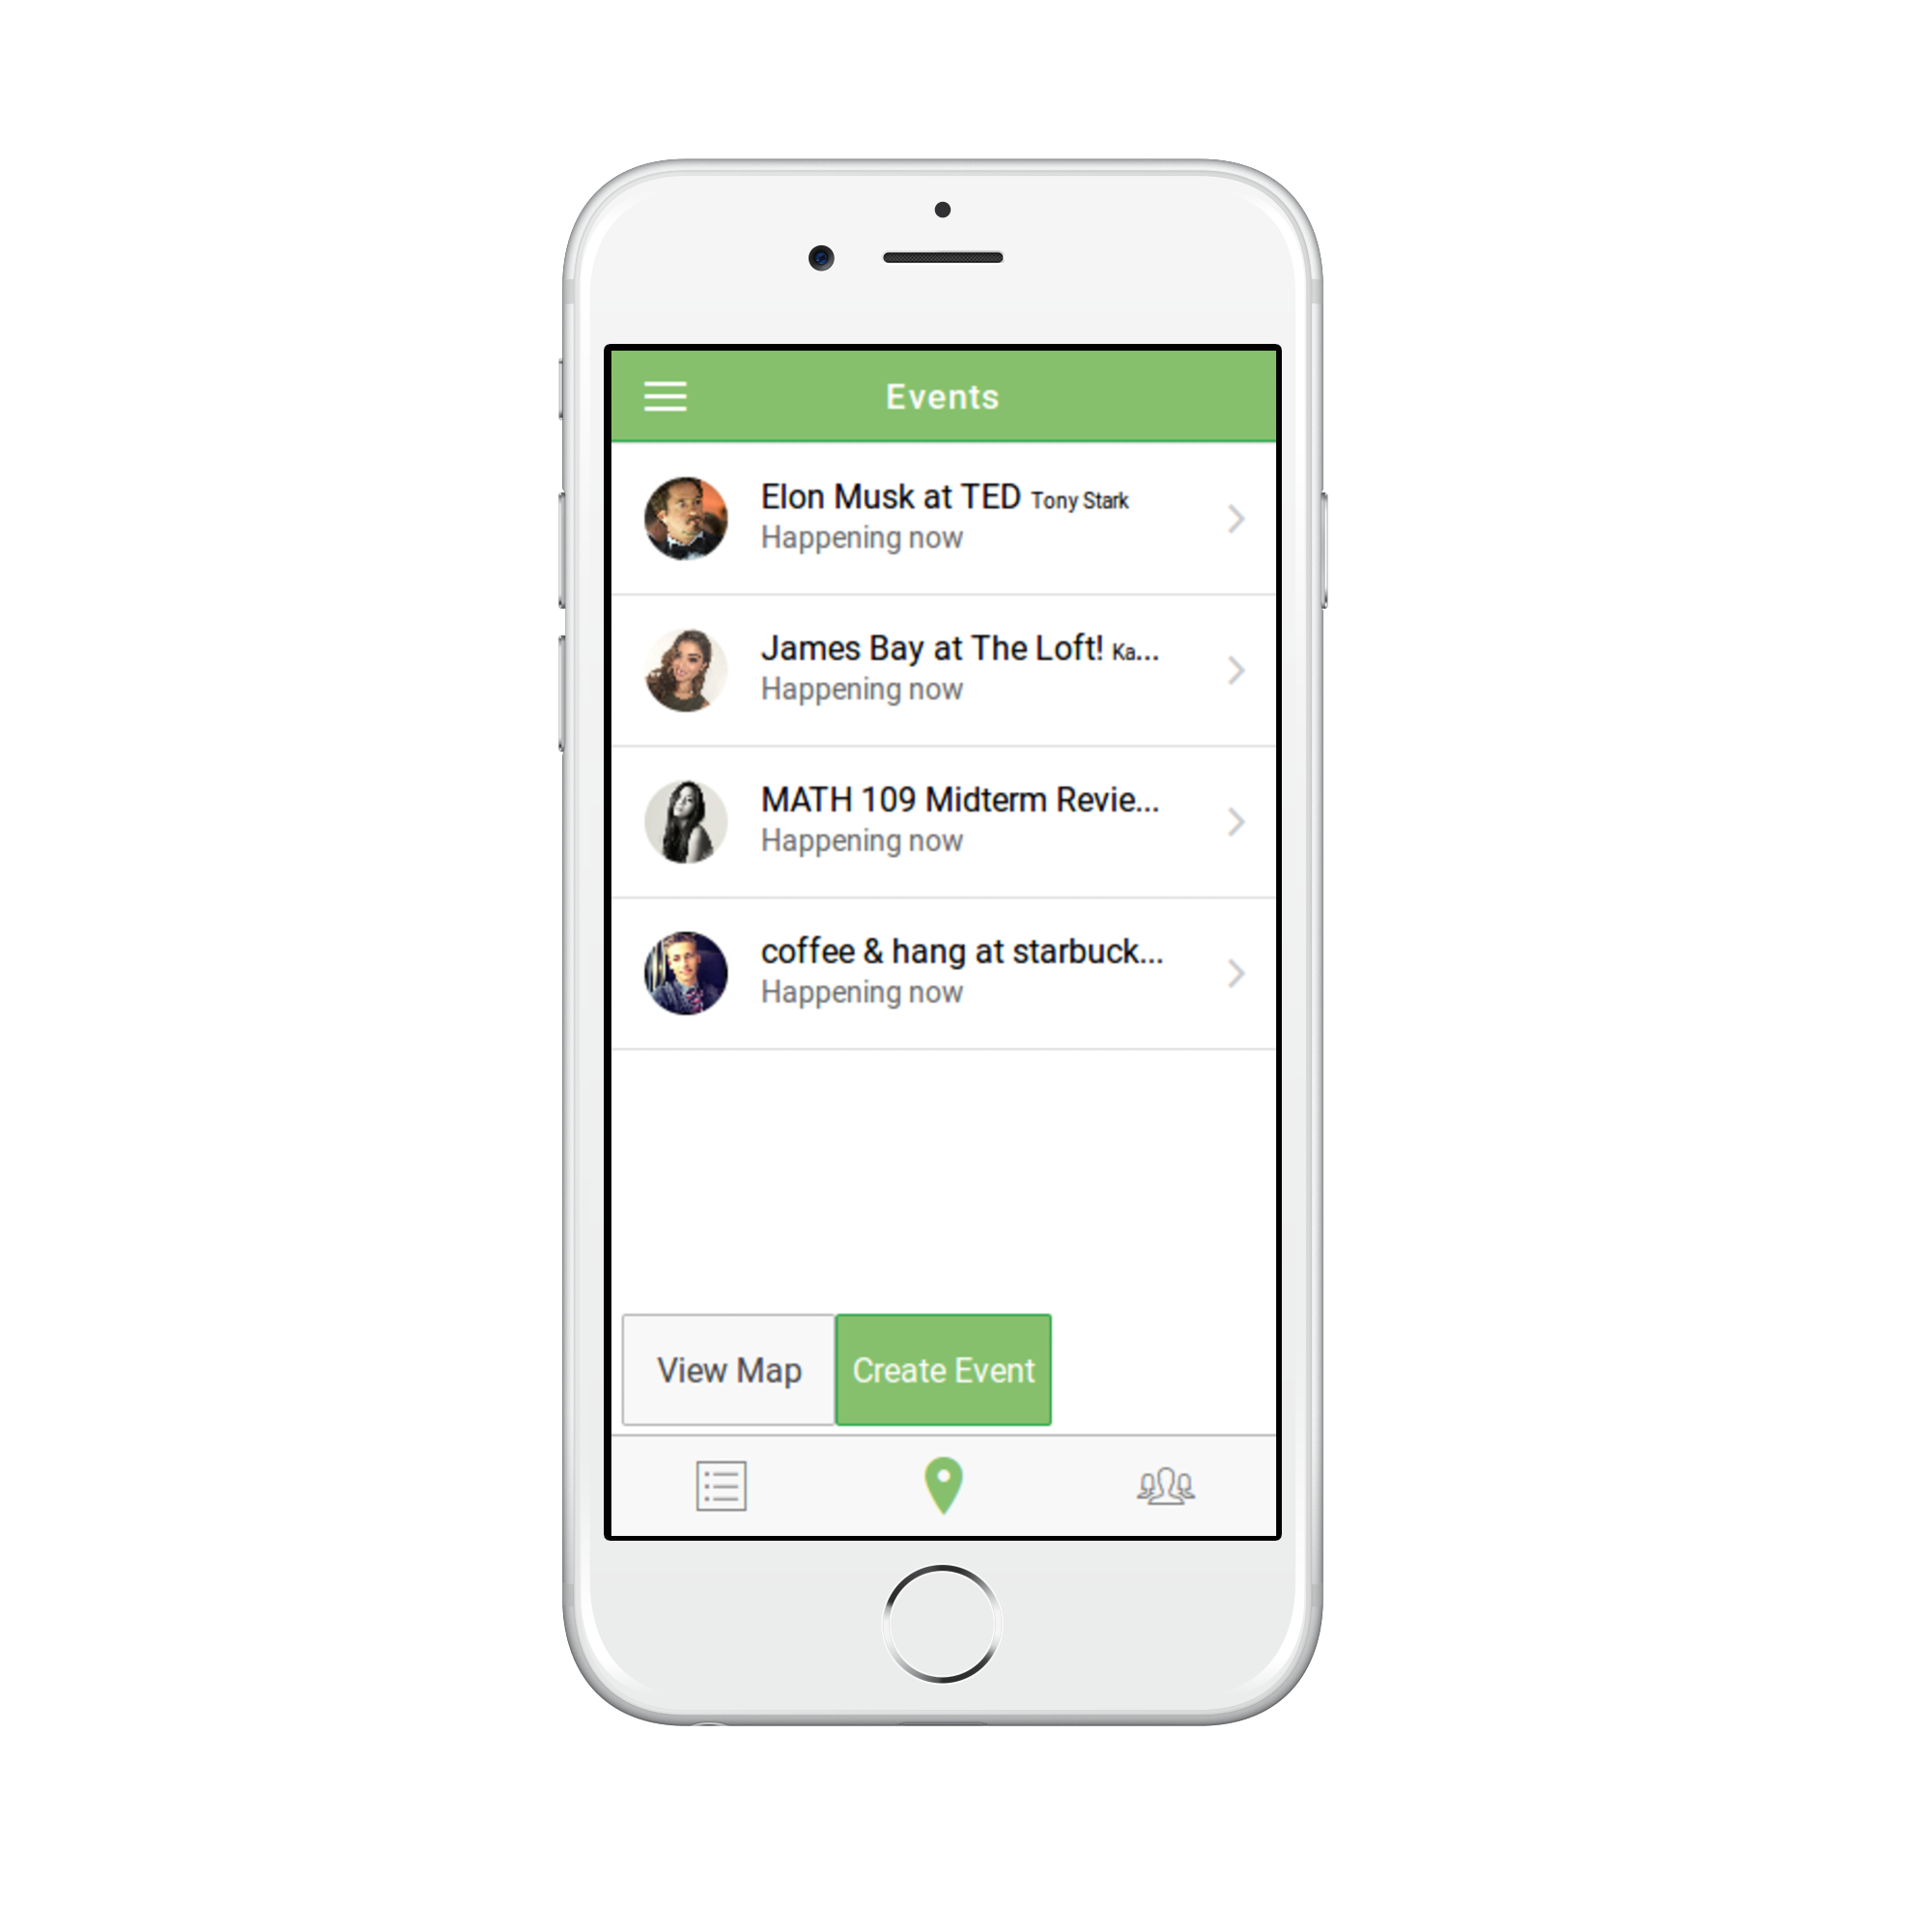 Events
Elon Musk at TED Tony Stark
Happening now
James Bay at The Loft! Ka...
Happening now
MATH 109 Midterm Revie...
Happening now
coffee & hang at starbuck...
Happening now
View Map Create Event